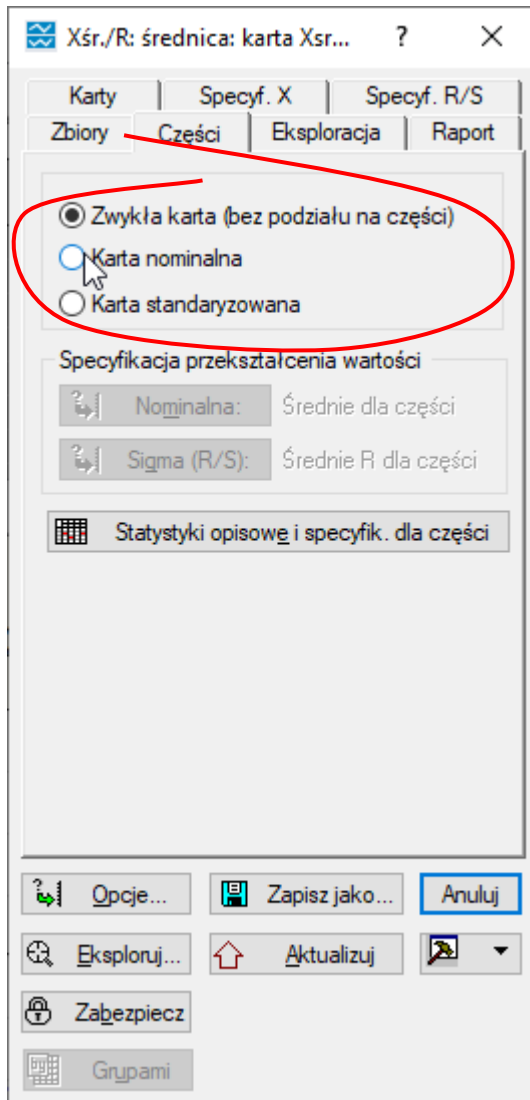 Xśr./R: średnica: karta Xsr... ?
Karty Specyf. X Specyf. R/S
Zbiory Części Eksploracja Raport
Zwykła karta (bez podziału na części)
Karta nominalna
Karta standaryzowana
Specyfikacja przekształcenia wartości
Nominalna: Średnie dla części
Sigma (R/S): Średnie R dla części
Statystyki opisowe i specyfik. dla części
Opcje... Zapisz jako... Anuluj
Eksploruj... Aktualizuj
Zabezpiecz
Grupami